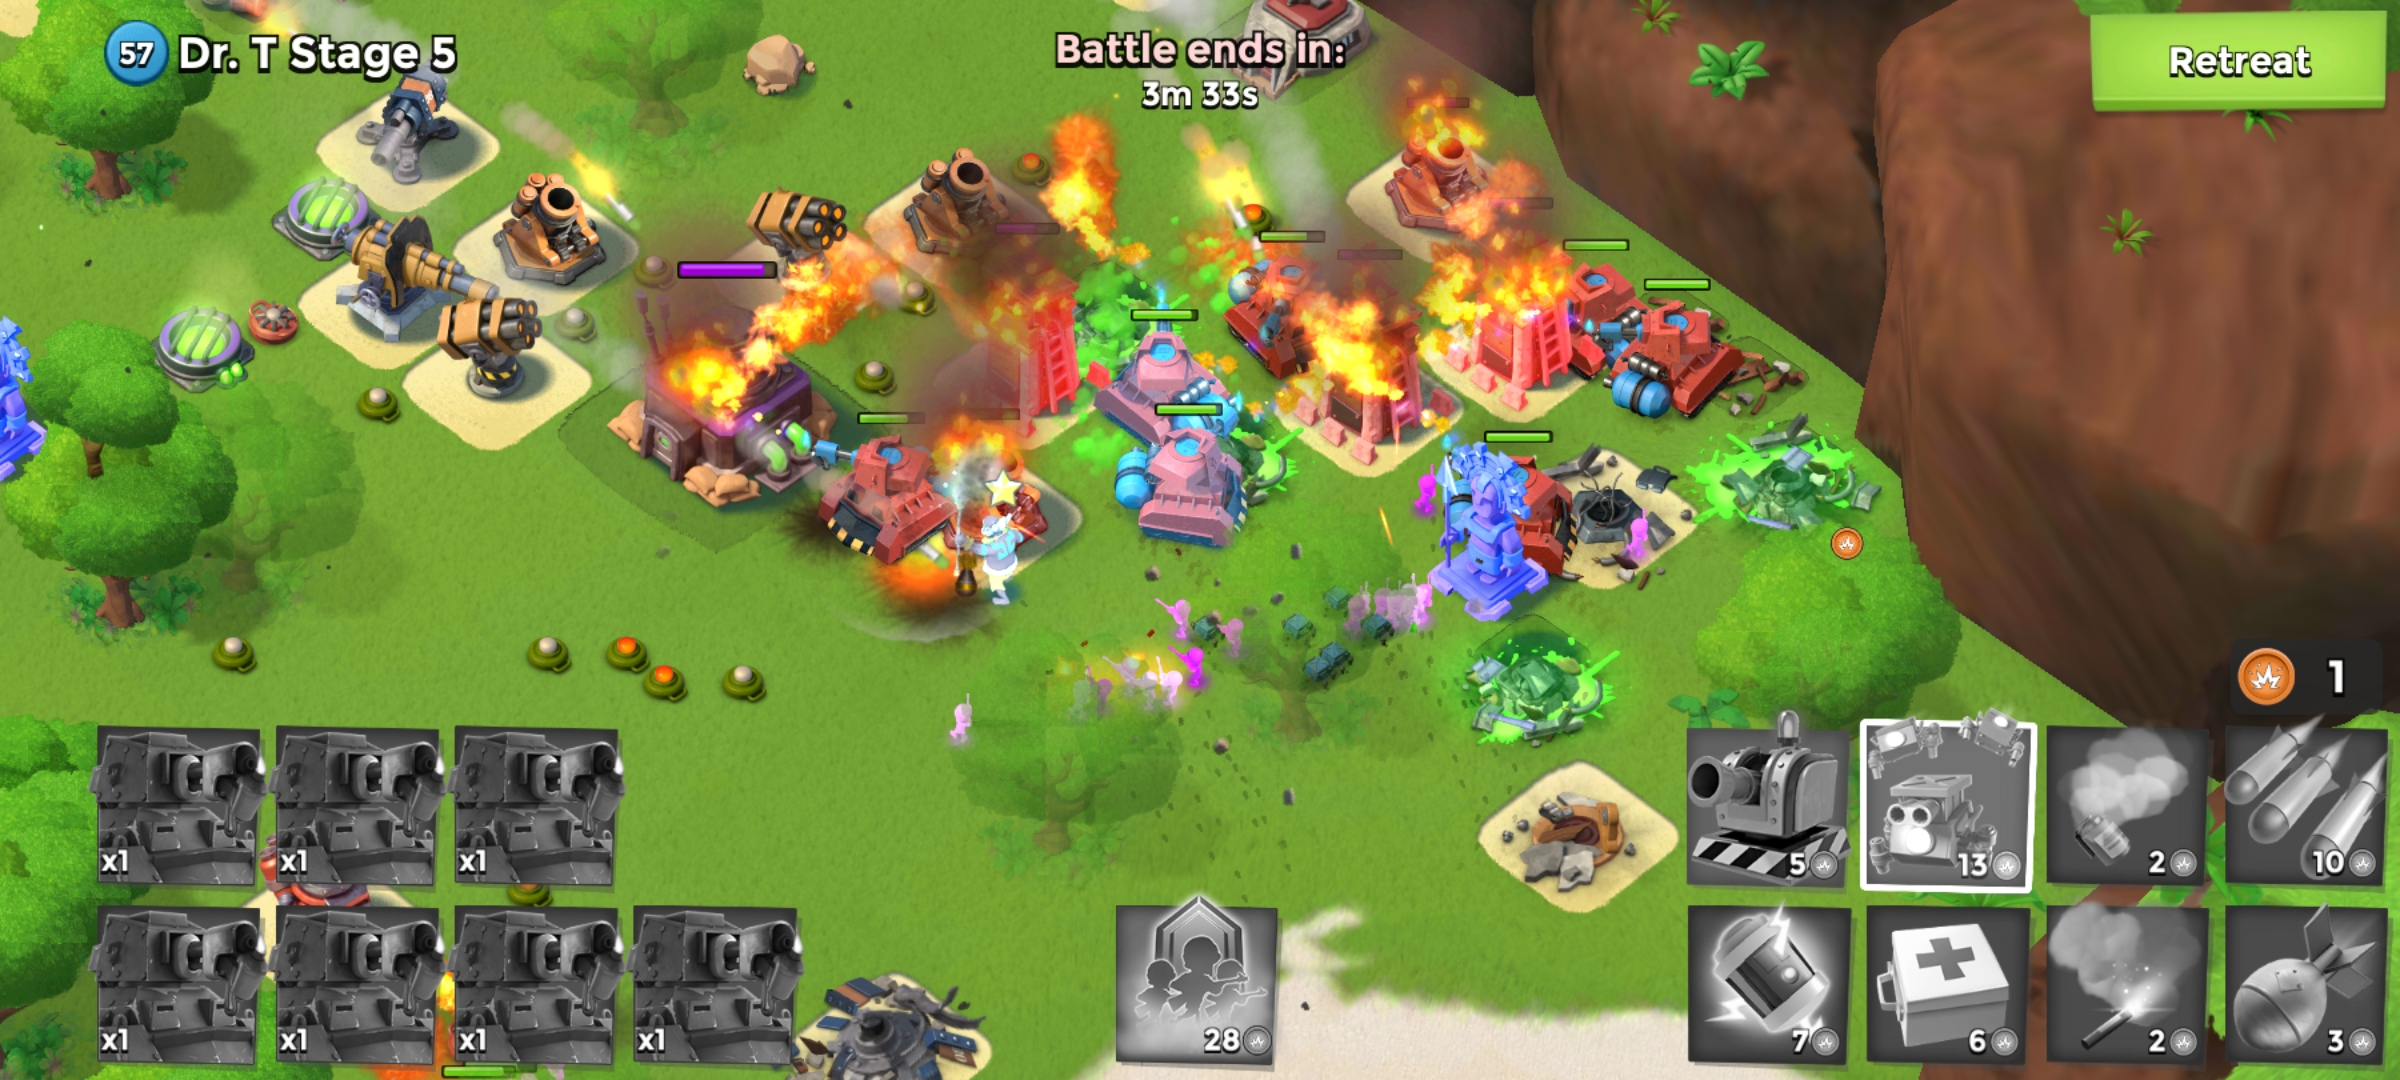 57 Dr. T Stage 5
Battle ends in:
3m 33s
Retreat
1
x1 x1 x1
5 13 2 10
x1 x1 x1 x1
28
7 6 2 3